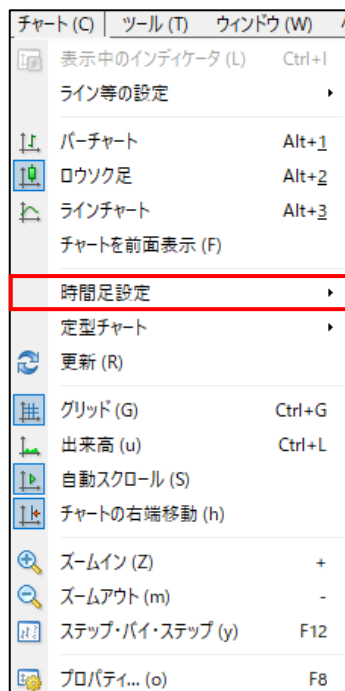 チャート(C) ツール(T) ウィンドウ(W)
表示中のインディケータ(L) Ctrl+I
ライン等の設定
バーチャート Alt+1
ロウソク足 Alt+2
ラインチャート Alt+3
チャートを前面表示(F)
時間足設定
定型チャート
更新(R)
グリッド(G) Ctrl+G
出来高(u) Ctrl+L
自動スクロール(S)
チャートの右端移動(h)
ズームイン(Z) +
ズームアウト(m) -
ステップ・バイ・ステップ(y) F12
プロパティ...(o) F8